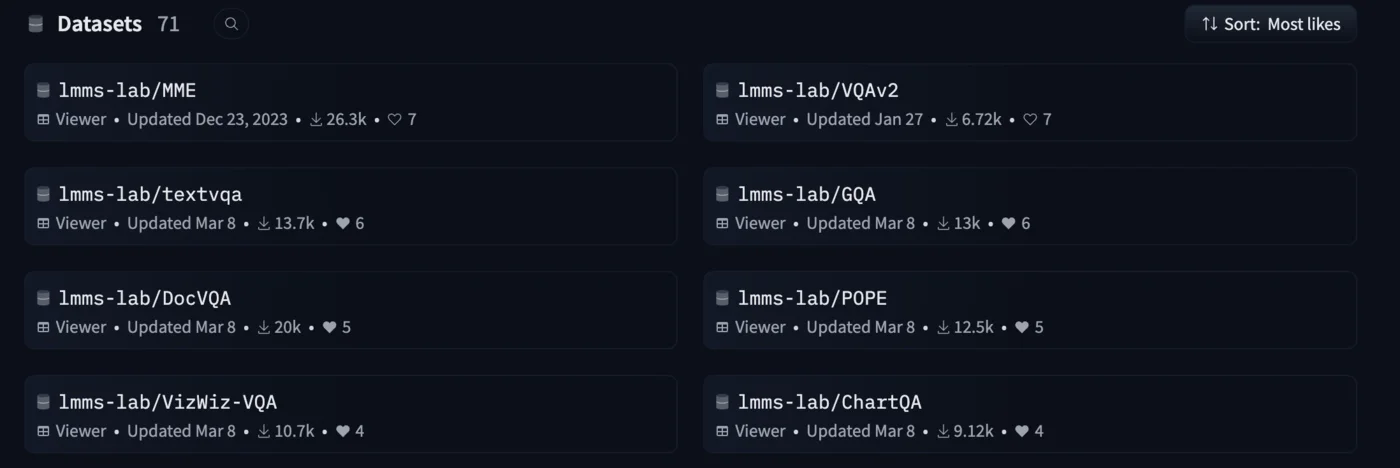 Datasets 71
Sort: Most likes
lmms-lab/MME
Viewer • Updated Dec 23, 2023 • 26.3k • 7
lmms-lab/VQAv2
Viewer • Updated Jan 27 • 6.72k • 7
lmms-lab/textvqa
Viewer • Updated Mar 8 • 13.7k • 6
lmms-lab/GQA
Viewer • Updated Mar 8 • 13k • 6
lmms-lab/DocVQA
Viewer • Updated Mar 8 • 20k • 5
lmms-lab/POPE
Viewer • Updated Mar 8 • 12.5k • 5
lmms-lab/VizWiz-VQA
Viewer • Updated Mar 8 • 10.7k • 4
lmms-lab/ChartQA
Viewer • Updated Mar 8 • 9.12k • 4